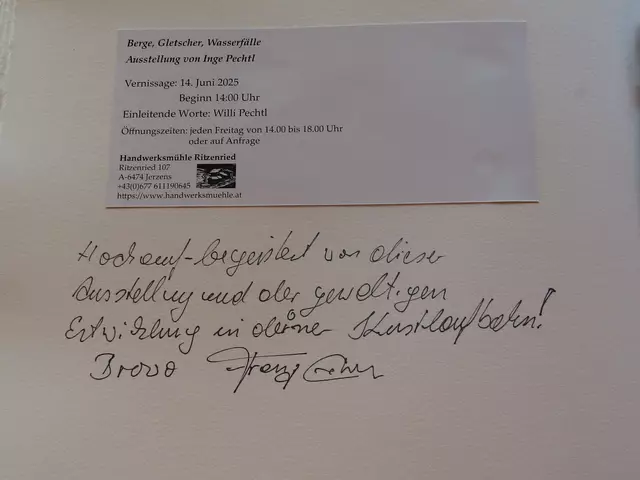 Berge, Gletscher, Wasserfälle
Ausstellung von Inge Pechtl
Vernissage: 14. Juni 2025
Beginn 14:00 Uhr
Einleitende Worte: Willi Pechtl
Öffnungszeiten: jeden Freitag von 14.00 bis 18.00 Uhr
oder auf Anfrage
Handwerksmühle Ritzenried
Ritzenried 107
A-6474 Jerzens
+43(0)677 611190645
https://www.handwerksmuehle.at
Hochauf-begeistert von dieser
Ausstellung und der gewaltigen
Entwicklung in deiner Kunstlaufbahn!
Bravo